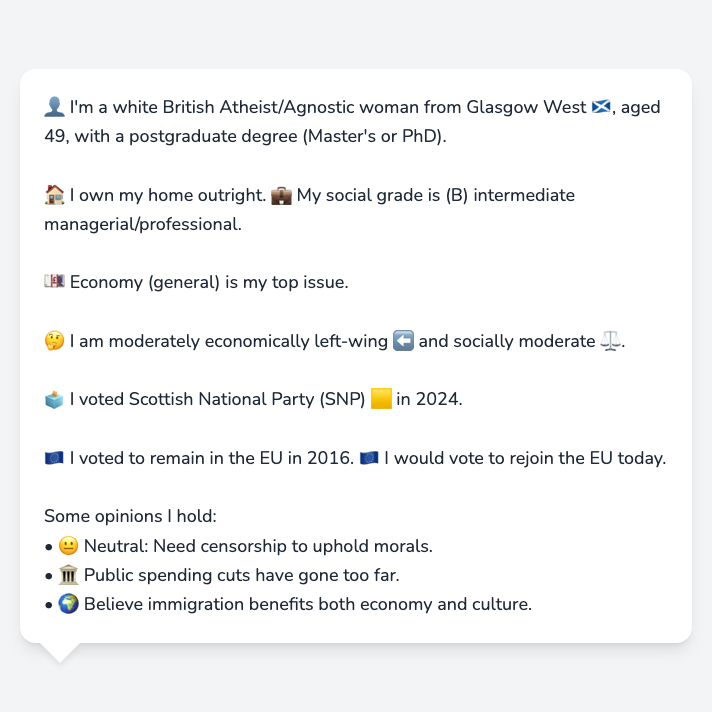 👤 I'm a white British Atheist/Agnostic woman from Glasgow West 🏴󠁧󠁢󠁳󠁣󠁴󠁿, aged
49, with a postgraduate degree (Master's or PhD).
🏠 I own my home outright. 💼 My social grade is (B) intermediate
managerial/professional.
💷 Economy (general) is my top issue.
🤔 I am moderately economically left-wing ⬅️ and socially moderate ⚖️.
🗳️ I voted Scottish National Party (SNP) 🟨 in 2024.
🇪🇺 I voted to remain in the EU in 2016. 🇪🇺 I would vote to rejoin the EU today.
Some opinions I hold:
• 😐 Neutral: Need censorship to uphold morals.
• 🏛️ Public spending cuts have gone too far.
• 🌍 Believe immigration benefits both economy and culture.